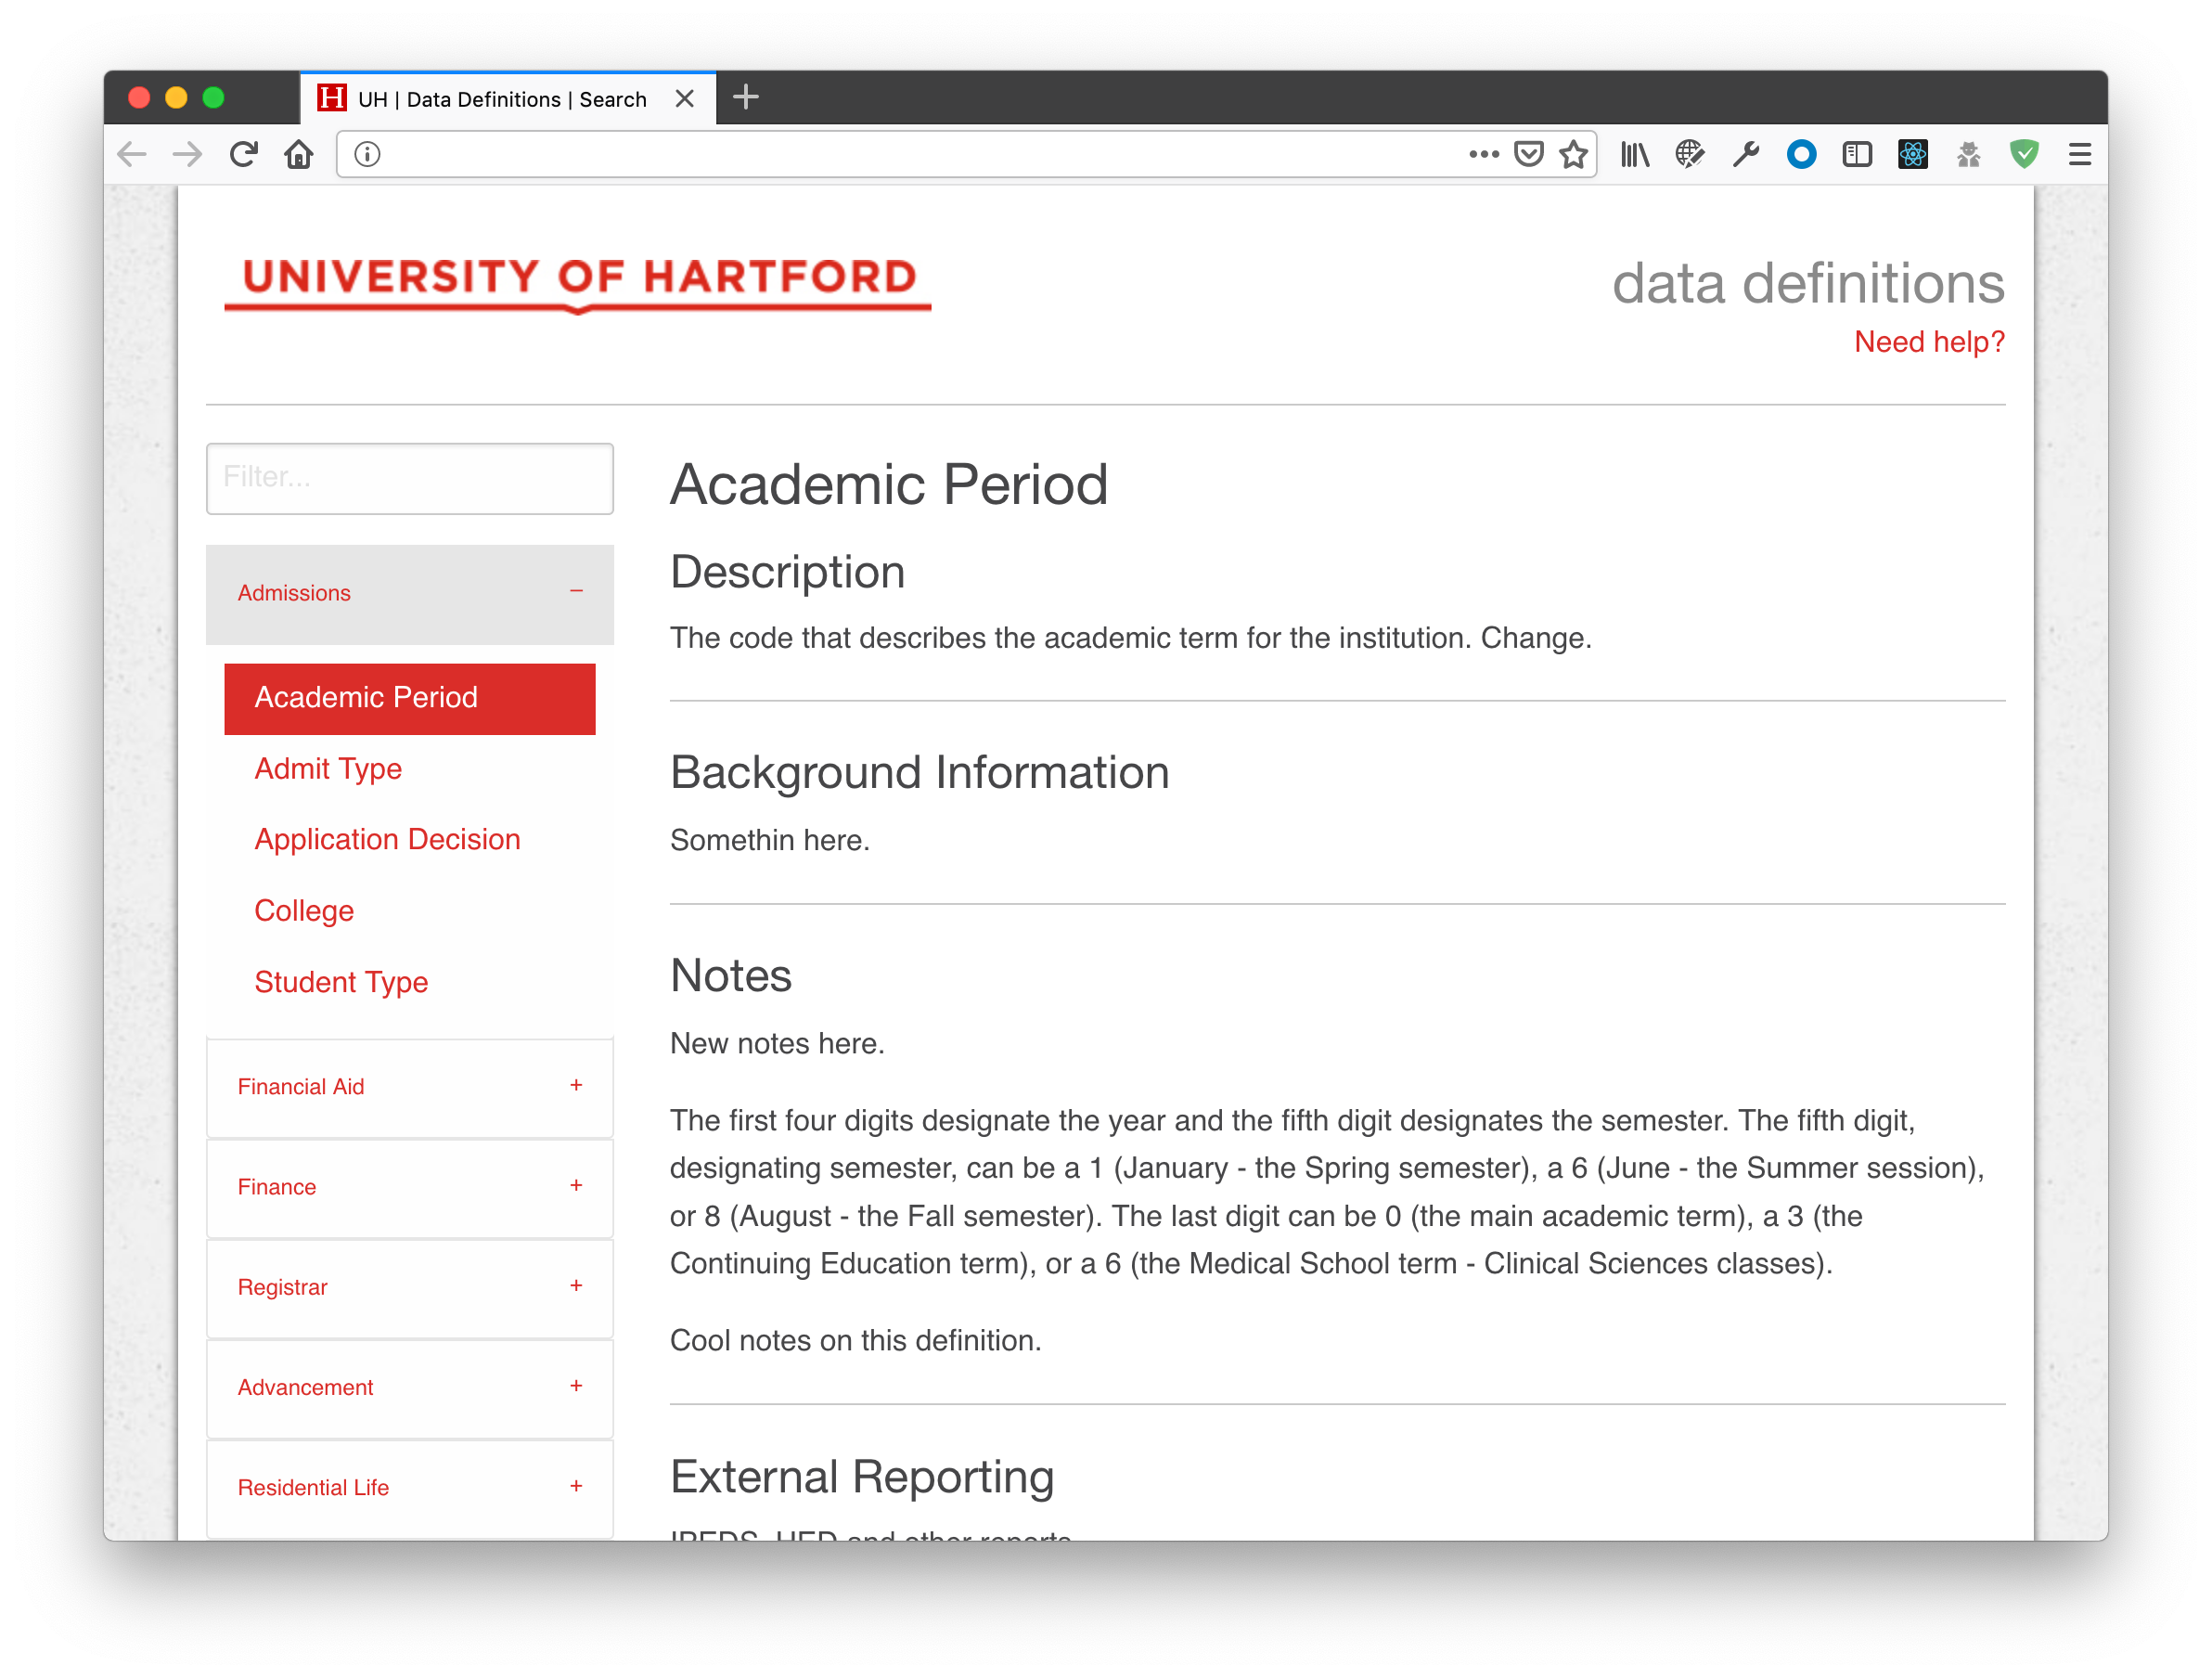 UH | Data Definitions | Search
UNIVERSITY OF HARTFORD
data definitions
Need help?
Filter...
Admissions
Academic Period
Admit Type
Application Decision
College
Student Type
Financial Aid
Finance
Registrar
Advancement
Residential Life
Academic Period
Description
The code that describes the academic term for the institution. Change.
Background Information
Somethin here.
Notes
New notes here.
The first four digits designate the year and the fifth digit designates the semester. The fifth digit,
designating semester, can be a 1 (January - the Spring semester), a 6 (June - the Summer session),
or 8 (August - the Fall semester). The last digit can be 0 (the main academic term), a 3 (the
Continuing Education term), or a 6 (the Medical School term - Clinical Sciences classes).
Cool notes on this definition.
External Reporting
IPEDS, HED and other reports